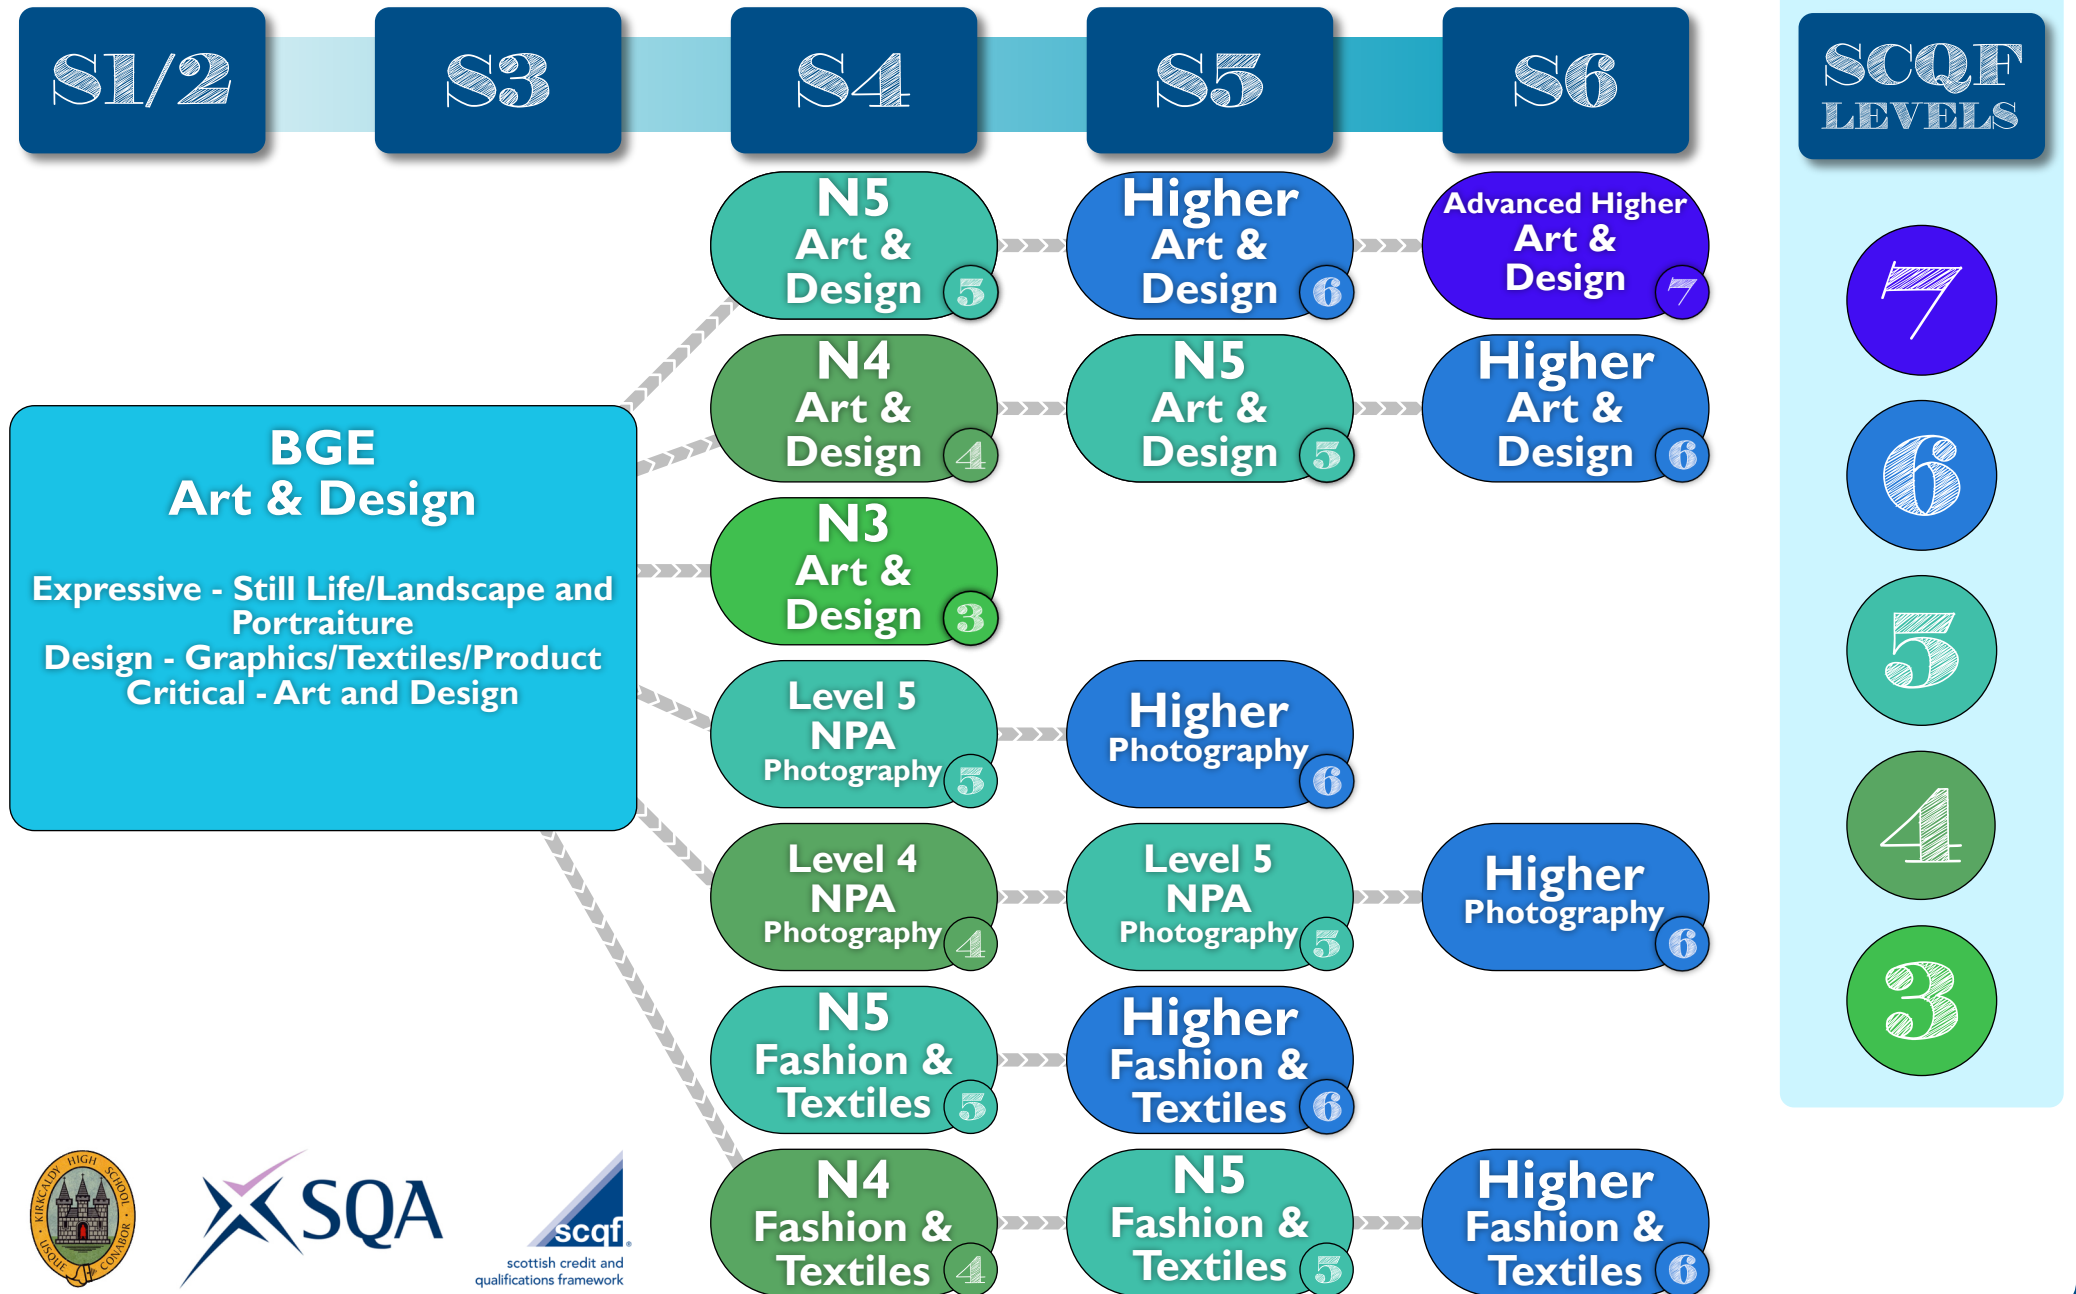 S1/2
S3
S4
S5
S6
SCQF
LEVELS
N5
Art &
Design
5
Higher
Art &
Design
6
Advanced Higher
Art &
Design
7
7
N4
Art &
Design
4
N5
Art &
Design
5
Higher
Art &
Design
6
6
BGE
Art & Design
Expressive - Still Life/Landscape and
Portraiture
Design - Graphics/Textiles/Product
Critical - Art and Design
N3
Art &
Design
3
5
Level 5
NPA
Photography
5
Higher
Photography
6
4
Level 4
NPA
Photography
4
Level 5
NPA
Photography
5
Higher
Photography
6
3
N5
Fashion &
Textiles
5
Higher
Fashion &
Textiles
6
N4
Fashion &
Textiles
4
N5
Fashion &
Textiles
5
Higher
Fashion &
Textiles
6
KIRKCALDY HIGH SCHOOL
USQUE CONABOR
SQA
scqf
scottish credit and
qualifications framework